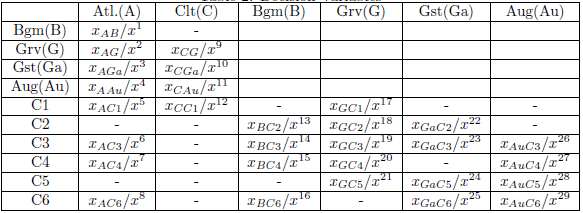 Atl.(A) Clt(C) Bgm(B) Grv(G) Gst(Ga) Aug(Au)
Bgm(B) x_{AB}/x^{1} -
Grv(G) x_{AG}/x^{2} x_{CG}/x^{9}
Gst(Ga) x_{AGa}/x^{3} x_{CGa}/x^{10}
Aug(Au) x_{AAu}/x^{4} x_{CAu}/x^{11}
C1 x_{AC1}/x^{5} x_{CC1}/x^{12} - x_{GC1}/x^{17} - -
C2 - - x_{BC2}/x^{13} x_{GC2}/x^{18} x_{GaC2}/x^{22} -
C3 x_{AC3}/x^{6} - x_{BC3}/x^{14} x_{GC3}/x^{19} x_{GaC3}/x^{23} x_{AuC3}/x^{26}
C4 x_{AC4}/x^{7} - x_{BC4}/x^{15} x_{GC4}/x^{20} - x_{AuC4}/x^{27}
C5 - - - x_{GC5}/x^{21} x_{GaC5}/x^{24} x_{AuC5}/x^{28}
C6 x_{AC6}/x^{8} - x_{BC6}/x^{16} - x_{GaC6}/x^{25} x_{AuC6}/x^{29}